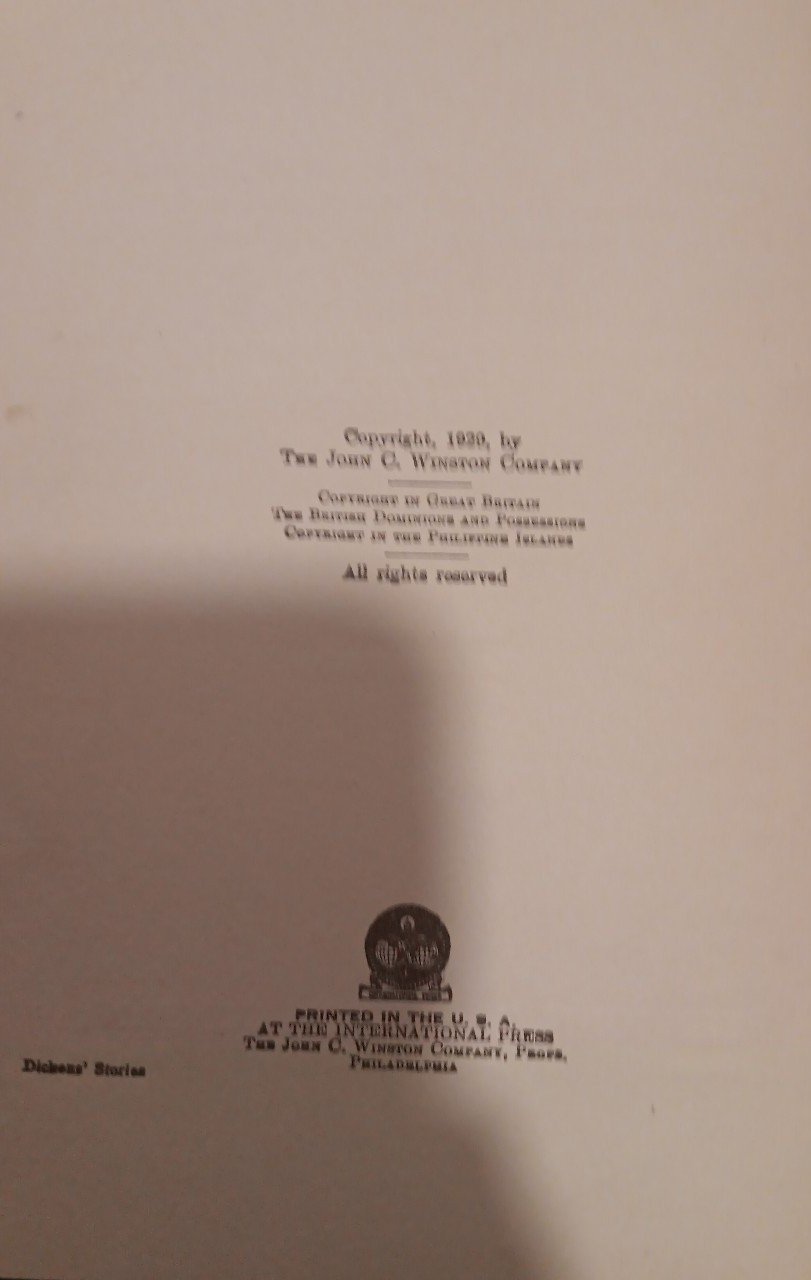 Copyright, 1929, by
THE JOHN C. WINSTON COMPANY
COPYRIGHT IN GREAT BRITAIN
THE BRITISH DOMINIONS AND POSSESSIONS
COPYRIGHT IN THE PHILIPPINE ISLANDS
All rights reserved
PRINTED IN THE U. S. A.
AT THE INTERNATIONAL PRESS
THE JOHN C. WINSTON COMPANY, PROPS.
PHILADELPHIA
Dickens' Stories